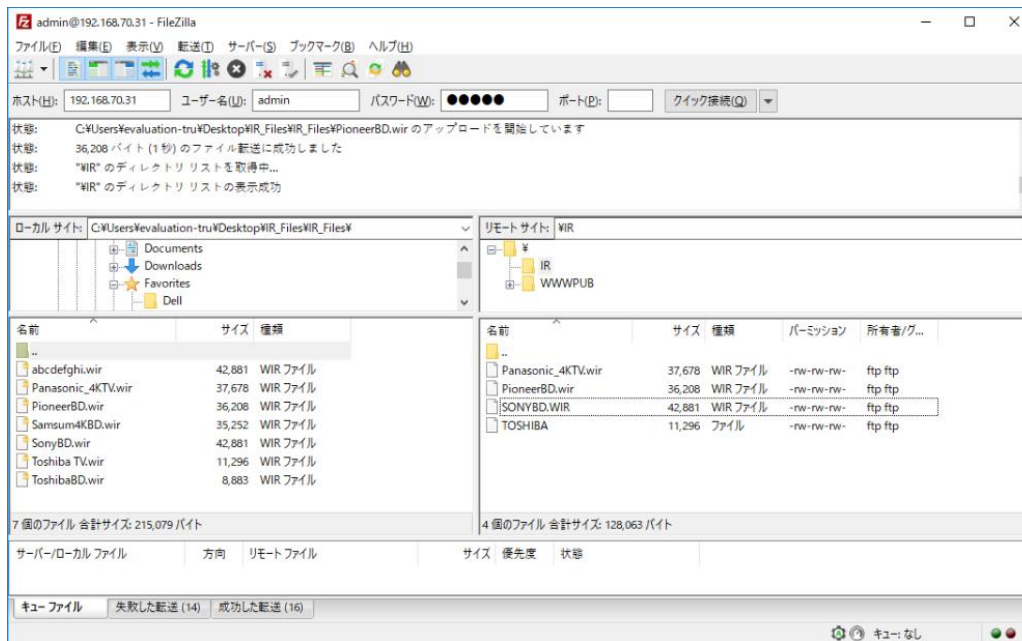 admin@192.168.70.31 - FileZilla
ファイル(F) 編集(E) 表示(V) 転送(T) サーバー(S) ブックマーク(B) ヘルプ(H)
ホスト(H): 192.168.70.31 ユーザー名(U): admin パスワード(W): ●●●●● ポート(P): クイック接続(Q)
状態: C:¥Users¥evaluation-tru¥Desktop¥IR_Files¥IR_Files¥PioneerBD.wir のアップロードを開始しています
状態: 36,208 バイト (1 秒) のファイル転送に成功しました
状態: "¥IR" のディレクトリ リストを取得中...
状態: "¥IR" のディレクトリ リストの表示成功
ローカル サイト: C:¥Users¥evaluation-tru¥Desktop¥IR_Files¥IR_Files¥
Documents
Downloads
Favorites
Dell
リモート サイト: ¥IR
¥
IR
WWWPUB
名前 サイズ 種類
..
abcdefghi.wir 42,881 WIR ファイル
Panasonic_4KTV.wir 37,678 WIR ファイル
PioneerBD.wir 36,208 WIR ファイル
Samsum4KBD.wir 35,252 WIR ファイル
SonyBD.wir 42,881 WIR ファイル
Toshiba TV.wir 11,296 WIR ファイル
ToshibaBD.wir 8,883 WIR ファイル
7 個のファイル 合計サイズ: 215,079 バイト
名前 サイズ 種類 パーミッション 所有者/グ...
..
Panasonic_4KTV.wir 37,678 WIR ファイル -rw-rw-rw- ftp ftp
PioneerBD.wir 36,208 WIR ファイル -rw-rw-rw- ftp ftp
SONYBD.WIR 42,881 WIR ファイル -rw-rw-rw- ftp ftp
TOSHIBA 11,296 ファイル -rw-rw-rw- ftp ftp
4 個のファイル 合計サイズ: 128,063 バイト
サーバー/ローカル ファイル 方向 リモート ファイル サイズ 優先度 状態
キュー ファイル 失敗した転送 (14) 成功した転送 (16)
キュー: なし